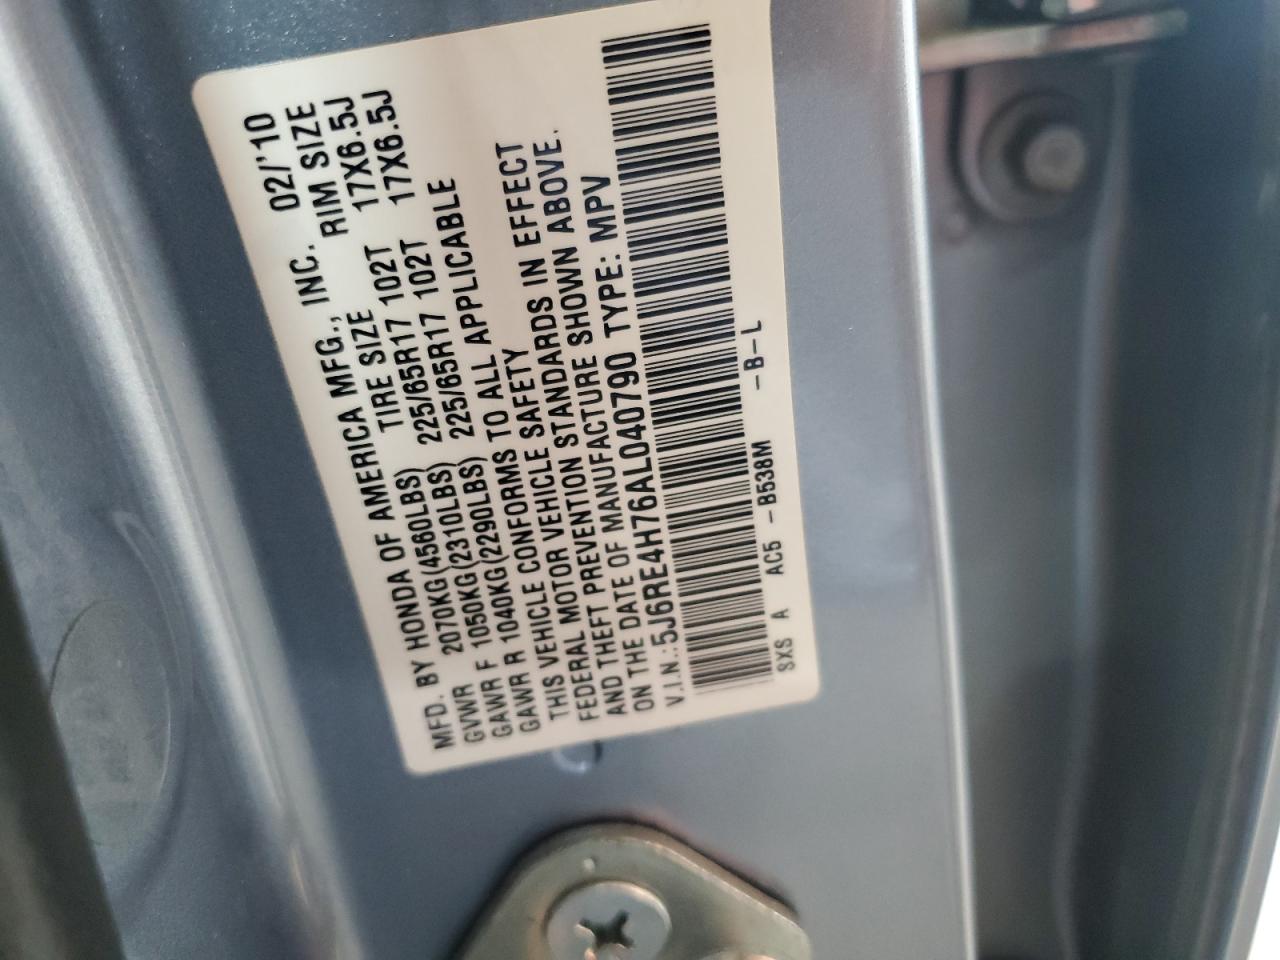 MFD. BY HONDA OF AMERICA MFG., INC. 02/'10
GVWR 2070KG(4560LBS) TIRE SIZE RIM SIZE
GAWR F 1050KG(2310LBS) 225/65R17 102T 17X6.5J
GAWR R 1040KG(2290LBS) 225/65R17 102T 17X6.5J
THIS VEHICLE CONFORMS TO ALL APPLICABLE
FEDERAL MOTOR VEHICLE SAFETY
AND THEFT PREVENTION STANDARDS IN EFFECT
ON THE DATE OF MANUFACTURE SHOWN ABOVE.
V.I.N.:5J6RE4H76AL040790 TYPE: MPV
SXS A AC5 -B538M -B-L